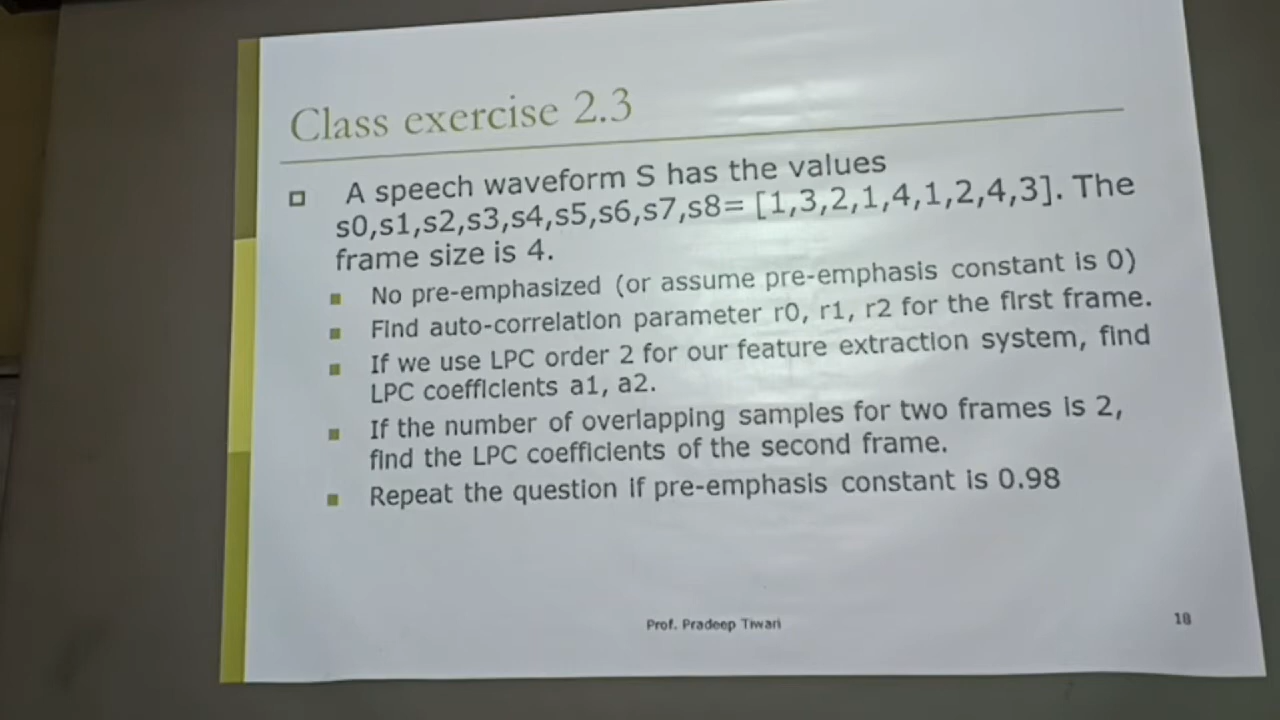 Class exercise 2.3
A speech waveform S has the values
s0,s1,s2,s3,s4,s5,s6,s7,s8= [1,3,2,1,4,1,2,4,3]. The
frame size is 4.
No pre-emphasized (or assume pre-emphasis constant is 0)
Find auto-correlation parameter r0, r1, r2 for the first frame.
If we use LPC order 2 for our feature extraction system, find
LPC coefficients a1, a2.
If the number of overlapping samples for two frames is 2,
find the LPC coefficients of the second frame.
Repeat the question if pre-emphasis constant is 0.98
Prof. Pradeep Tiwari
10